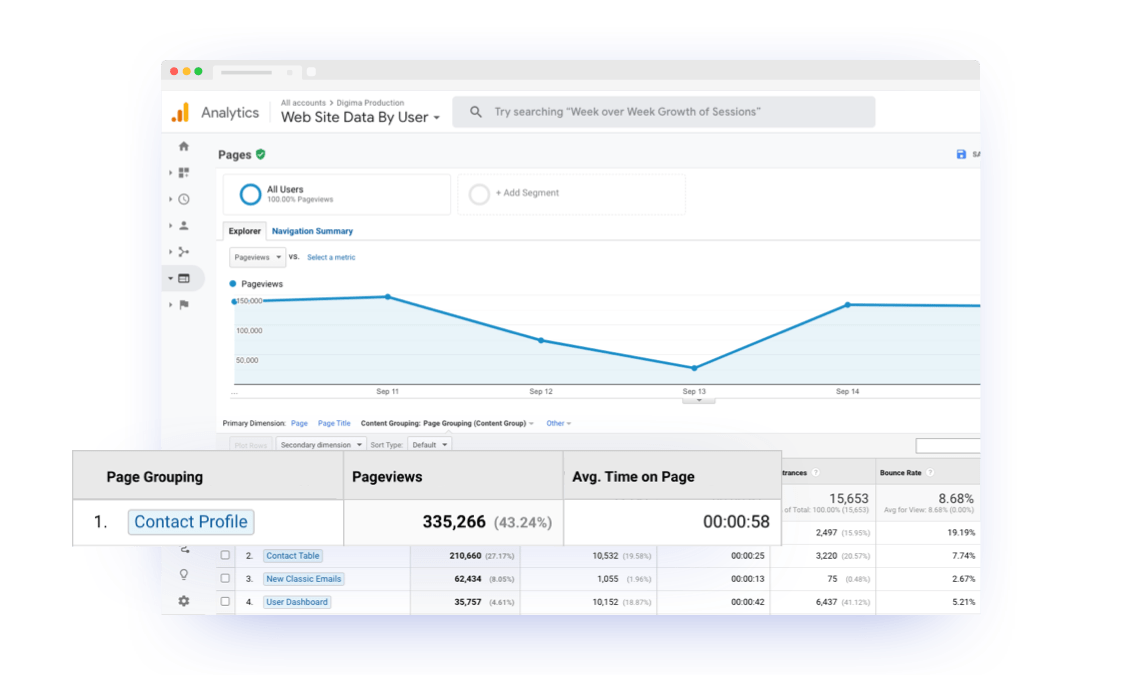 All accounts > Digima Production
Analytics
Web Site Data By User
Try searching "Week over Week Growth of Sessions"
Pages
All Users
100.00% Pageviews
+ Add Segment
Explorer
Navigation Summary
Pageviews
VS.
Select a metric
Pageviews
150,000
100,000
50,000
...
Sep 11
Sep 12
Sep 13
Sep 14
Primary Dimension: Page Page Title Content Grouping: Page Grouping (Content Group) Other
Plot Rows Secondary dimension Sort Type: Default
Page Grouping Pageviews Avg. Time on Page Bounce Rate
15,653 8.68%
of Total: 100.00% (15,653) Avg for View: 8.68% (0.00%)
1. Contact Profile 335,266 (43.24%) 00:00:58 2,497 (15.95%) 19.19%
2. Contact Table 210,660 (27.17%) 10,532 (19.58%) 00:00:25 3,220 (20.57%) 7.74%
3. New Classic Emails 62,434 (8.05%) 1,055 (1.96%) 00:00:13 75 (0.48%) 2.67%
4. User Dashboard 35,757 (4.61%) 10,152 (18.87%) 00:00:42 6,437 (41.12%) 5.21%